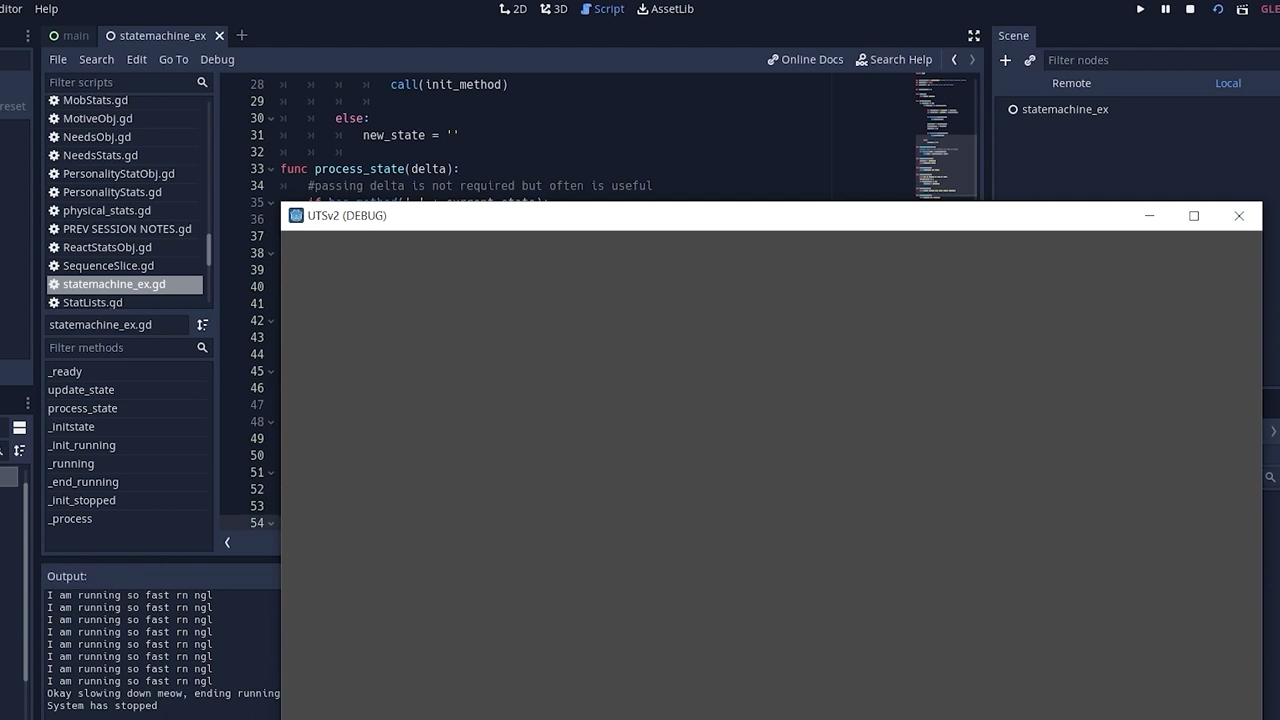 ditor Help
2D 3D Script AssetLib
GLE
main statemachine_ex
Scene
File Search Edit Go To Debug
Online Docs Search Help
Filter nodes
Filter scripts
Remote Local
reset
statemachine_ex
MobStats.gd
MotiveObj.gd
NeedsObj.gd
NeedsStats.gd
PersonalityStatObj.gd
PersonalityStats.gd
physical_stats.gd
PREV SESSION NOTES.gd
ReactStatsObj.gd
SequenceSlice.gd
statemachine_ex.gd
StatLists.gd
statemachine_ex.gd
Filter methods
_ready
update_state
process_state
_initstate
_init_running
_running
_end_running
_init_stopped
_process
28 call(init_method)
29
30 else:
31 new_state = ''
32
33 func process_state(delta):
34 #passing delta is not required but often is useful
35
36
37
38
39
40
41
42
43
44
45
46
47
48
49
50
51
52
53
54
UTSv2 (DEBUG)
Output:
I am running so fast rn ngl
I am running so fast rn ngl
I am running so fast rn ngl
I am running so fast rn ngl
I am running so fast rn ngl
I am running so fast rn ngl
I am running so fast rn ngl
I am running so fast rn ngl
Okay slowing down meow, ending running
System has stopped